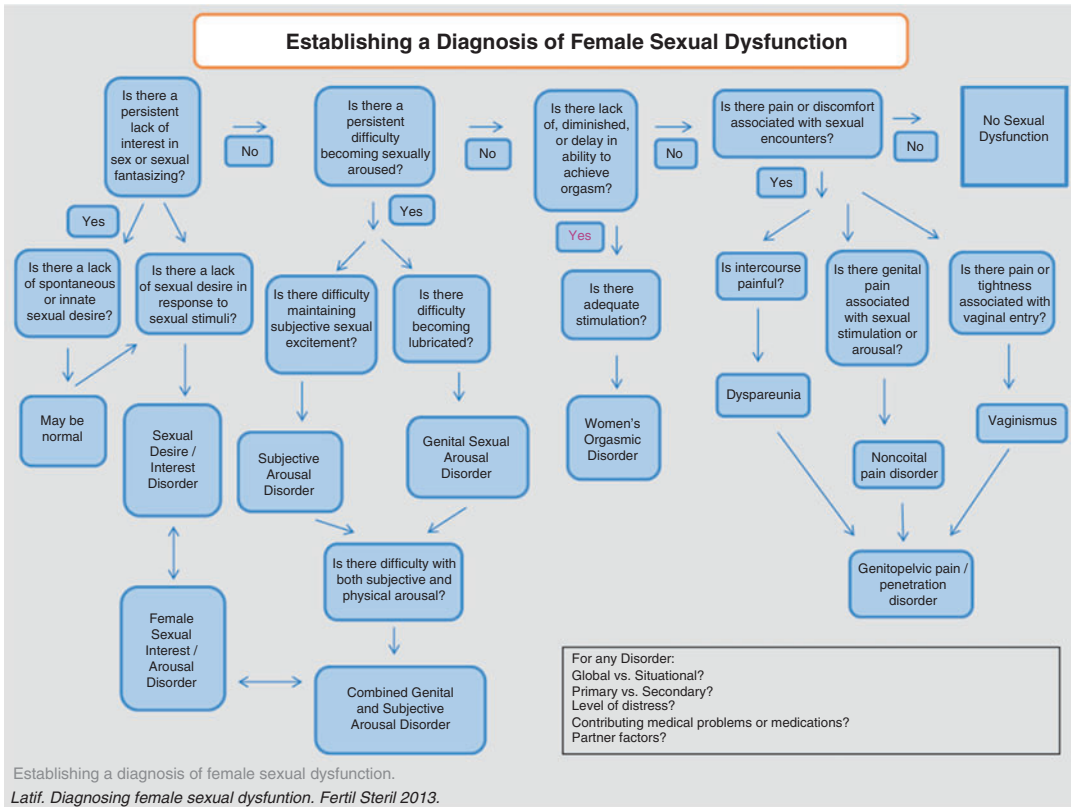 Establishing a Diagnosis of Female Sexual Dysfunction
Is there a
persistent
lack of
interest in
sex or sexual
fantasizing?
No
Is there a
persistent
difficulty
becoming sexually
aroused?
No
Is there lack
of, diminished,
or delay in
ability to
achieve
orgasm?
No
Is there pain or discomfort
associated with sexual
encounters?
No
No Sexual
Dysfunction
Yes
Yes
Yes
Yes
Is there a lack
of spontaneous
or innate
sexual desire?
Is there a lack
of sexual desire in
response to
sexual stimuli?
Is there difficulty
maintaining
subjective sexual
excitement?
Is there
difficulty
becoming
lubricated?
Is there
adequate
stimulation?
Is intercourse
painful?
Is there genital
pain
associated
with sexual
stimulation or
arousal?
Is there pain or
tightness
associated with
vaginal entry?
May be
normal
Sexual
Desire /
Interest
Disorder
Subjective
Arousal
Disorder
Genital Sexual
Arousal
Disorder
Women's
Orgasmic
Disorder
Dyspareunia
Noncoital
pain disorder
Vaginismus
Is there difficulty with
both subjective and
physical arousal?
Genitopelvic pain /
penetration
disorder
Female
Sexual
Interest /
Arousal
Disorder
Combined Genital
and Subjective
Arousal Disorder
For any Disorder:
Global vs. Situational?
Primary vs. Secondary?
Level of distress?
Contributing medical problems or medications?
Partner factors?
Establishing a diagnosis of female sexual dysfunction.
Latif. Diagnosing female sexual dysfuntion. Fertil Steril 2013.